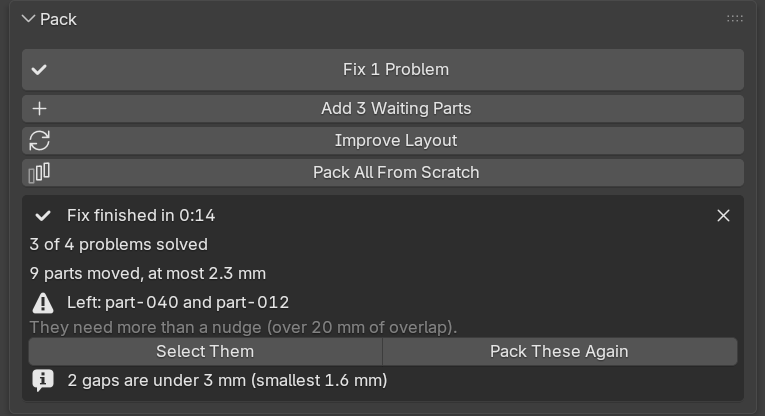 Pack
Fix 1 Problem
Add 3 Waiting Parts
Improve Layout
Pack All From Scratch
Fix finished in 0:14
3 of 4 problems solved
9 parts moved, at most 2.3 mm
Left: part-040 and part-012
They need more than a nudge (over 20 mm of overlap).
Select Them
Pack These Again
2 gaps are under 3 mm (smallest 1.6 mm)